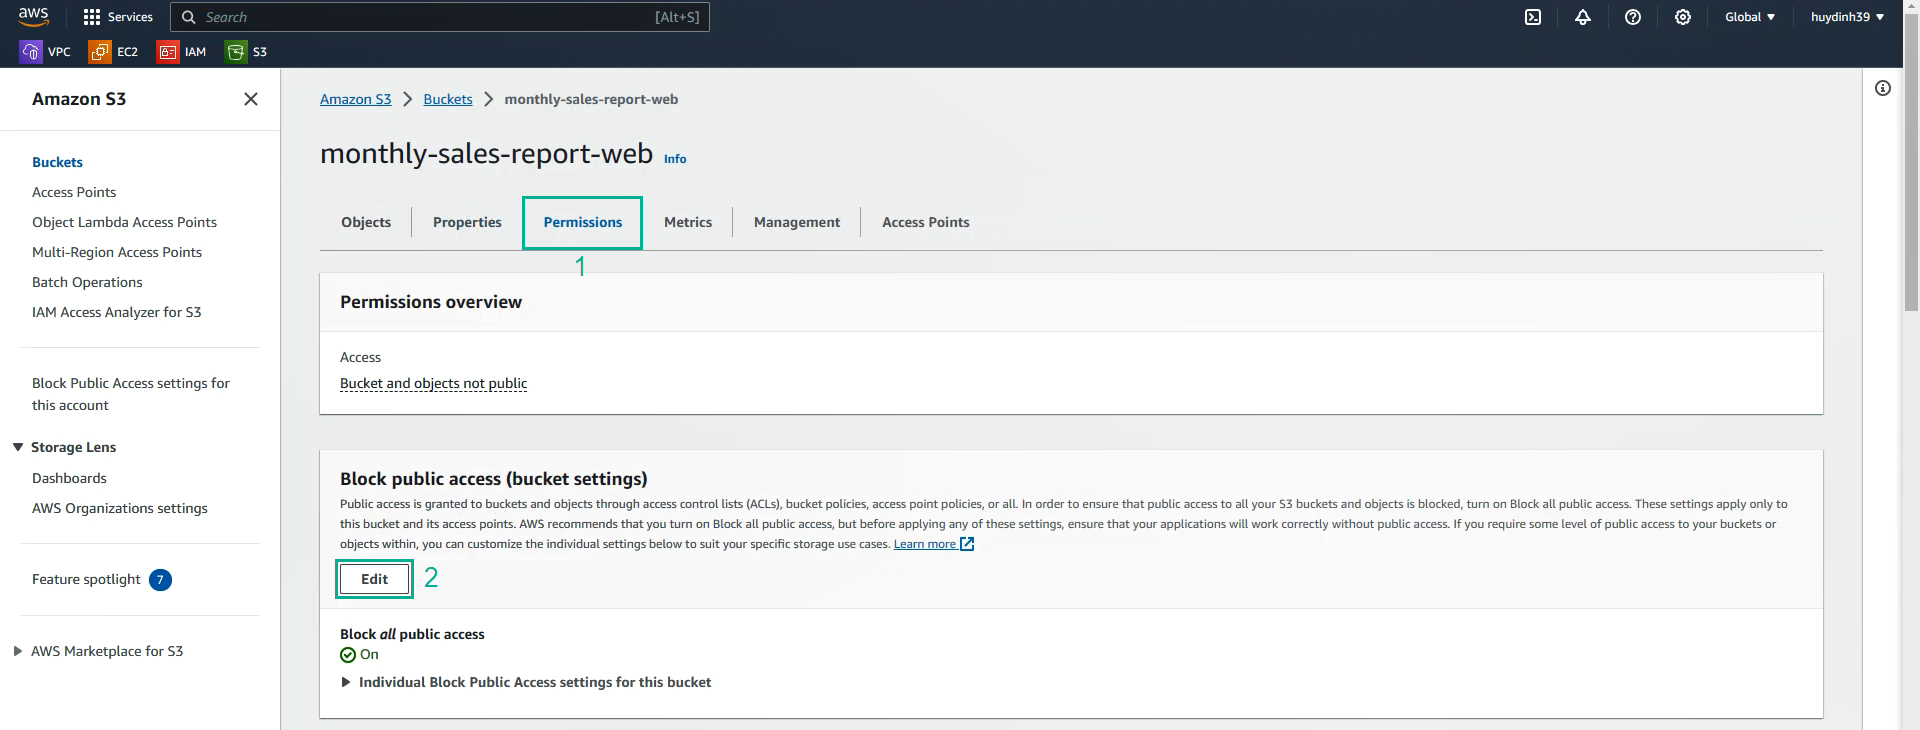 aws
Services
Search
[Alt+S]
Global
huydinh39
VPC
EC2
IAM
S3
Amazon S3
Buckets
Access Points
Object Lambda Access Points
Multi-Region Access Points
Batch Operations
IAM Access Analyzer for S3
Block Public Access settings for
this account
Storage Lens
Dashboards
AWS Organizations settings
Feature spotlight 7
AWS Marketplace for S3
Amazon S3 > Buckets > monthly-sales-report-web
monthly-sales-report-web Info
Objects
Properties
Permissions
Metrics
Management
Access Points
1
Permissions overview
Access
Bucket and objects not public
Block public access (bucket settings)
Public access is granted to buckets and objects through access control lists (ACLs), bucket policies, access point policies, or all. In order to ensure that public access to all your S3 buckets and objects is blocked, turn on Block all public access. These settings apply only to
this bucket and its access points. AWS recommends that you turn on Block all public access, but before applying any of these settings, ensure that your applications will work correctly without public access. If you require some level of public access to your buckets or
objects within, you can customize the individual settings below to suit your specific storage use cases. Learn more
Edit
2
Block all public access
On
Individual Block Public Access settings for this bucket